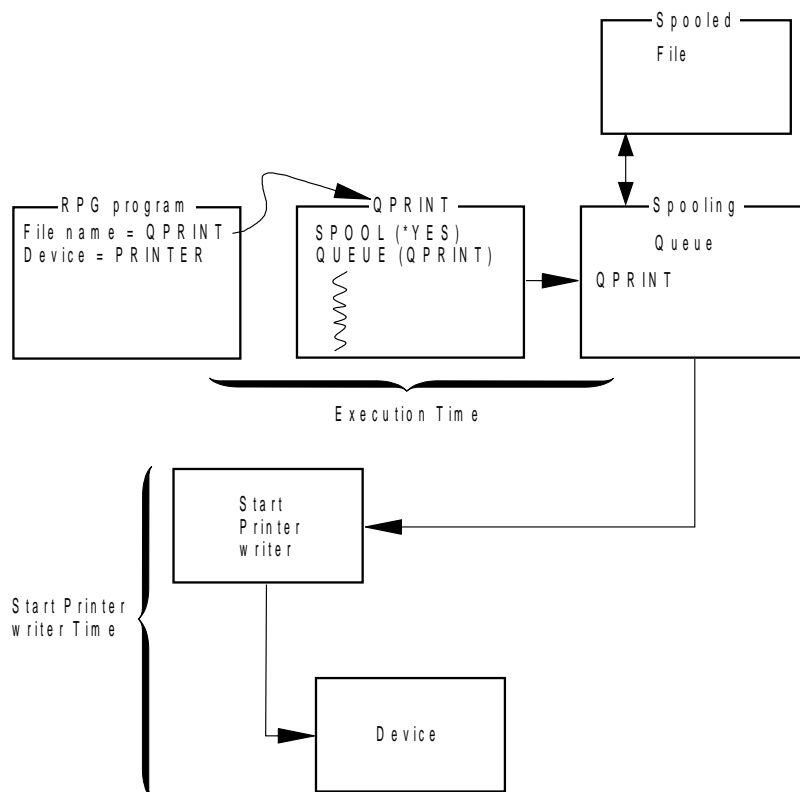 Spooled
File
RPG program
File name = QPRINT
Device = PRINTER
QPRINT
SPOOL (*YES)
QUEUE (QPRINT)
Spooling
Queue
QPRINT
Execution Time
Start
Printer
writer
Start Printer
writer Time
Device